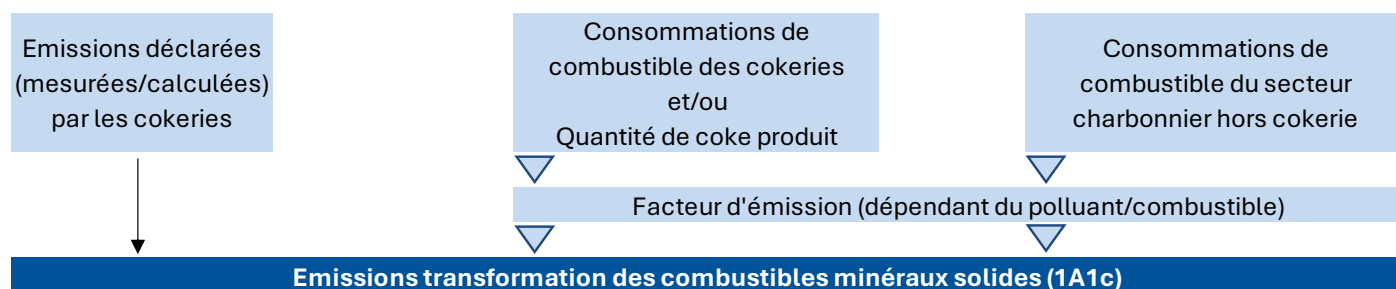 Emissions déclarées
(mesurées/calculées)
par les cokeries
Consommations de
combustible des cokeries
et/ou
Quantité de coke produit
Consommations de
combustible du secteur
charbonnier hors cokerie
Facteur d'émission (dépendant du polluant/combustible)
Emissions transformation des combustibles minéraux solides (1A1c)